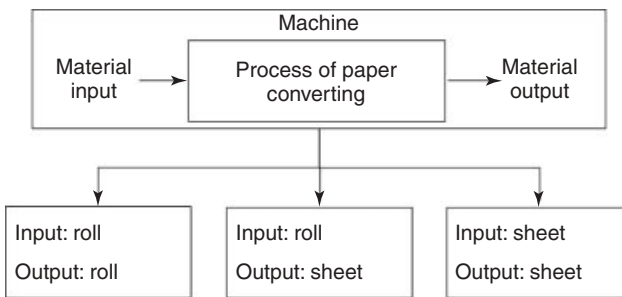 Machine
Material
input
Process of paper
converting
Material
output
Input: roll
Output: roll
Input: roll
Output: sheet
Input: sheet
Output: sheet